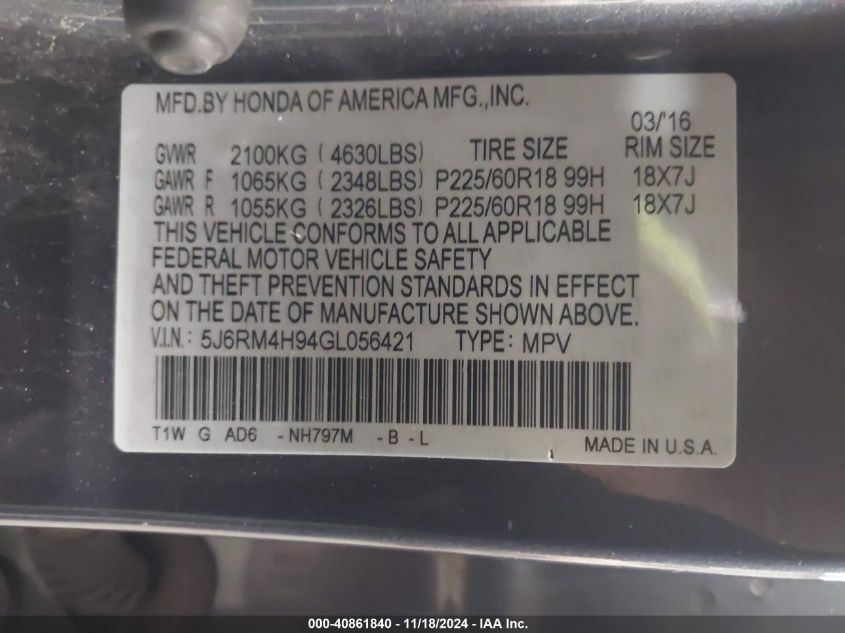 MFD.BY HONDA OF AMERICA MFG.,INC.
03/'16
GVWR 2100KG ( 4630LBS) TIRE SIZE RIM SIZE
GAWR F 1065KG ( 2348LBS) P225/60R18 99H 18X7J
GAWR R 1055KG ( 2326LBS) P225/60R18 99H 18X7J
THIS VEHICLE CONFORMS TO ALL APPLICABLE
FEDERAL MOTOR VEHICLE SAFETY
AND THEFT PREVENTION STANDARDS IN EFFECT
ON THE DATE OF MANUFACTURE SHOWN ABOVE.
V.I.N.: 5J6RM4H94GL056421 TYPE: MPV
T1W G AD6 - NH797M - B - L
MADE IN U.S.A.
000-40861840 - 11/18/2024 - IAA Inc.